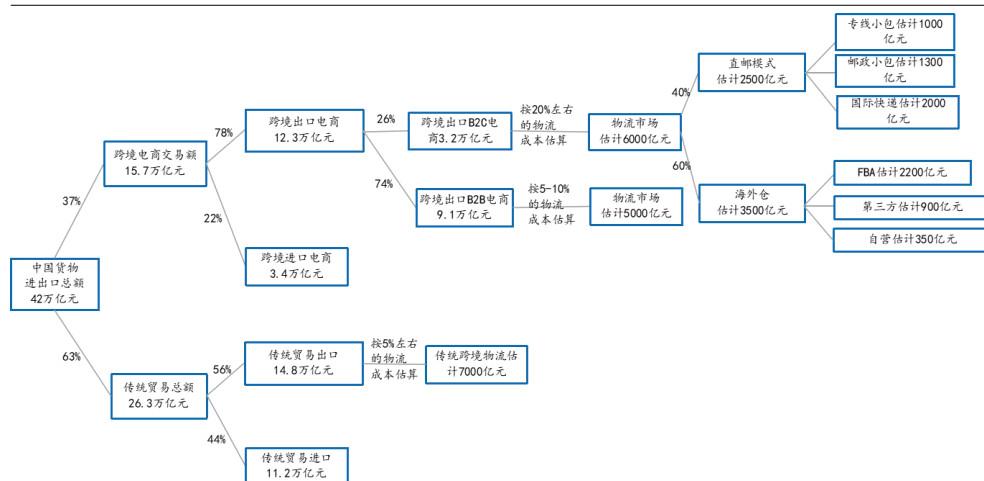 专线小包估计1000
亿元
直邮模式
估计2500亿元
邮政小包估计1300
亿元
国际快递估计2000
亿元
40%
跨境出口电商
12.3万亿元
26%
跨境出口B2C电
商3.2万亿元
按20%左右
的物流
成本估算
物流市场
估计6000亿元
78%
跨境电商交易额
15.7万亿元
60%
FBA估计2200亿元
74%
跨境出口B2B电商
9.1万亿元
按5-10%
的物流
成本估算
物流市场
估计5000亿元
海外仓
估计3500亿元
第三方估计900亿元
37%
22%
自营估计350亿元
跨境进口电商
3.4万亿元
中国货物
进出口总额
42万亿元
63%
传统贸易出口
14.8万亿元
按5%左右
的物流
成本估算
传统跨境物流估
计7000亿元
56%
传统贸易总额
26.3万亿元
44%
传统贸易进口
11.2万亿元